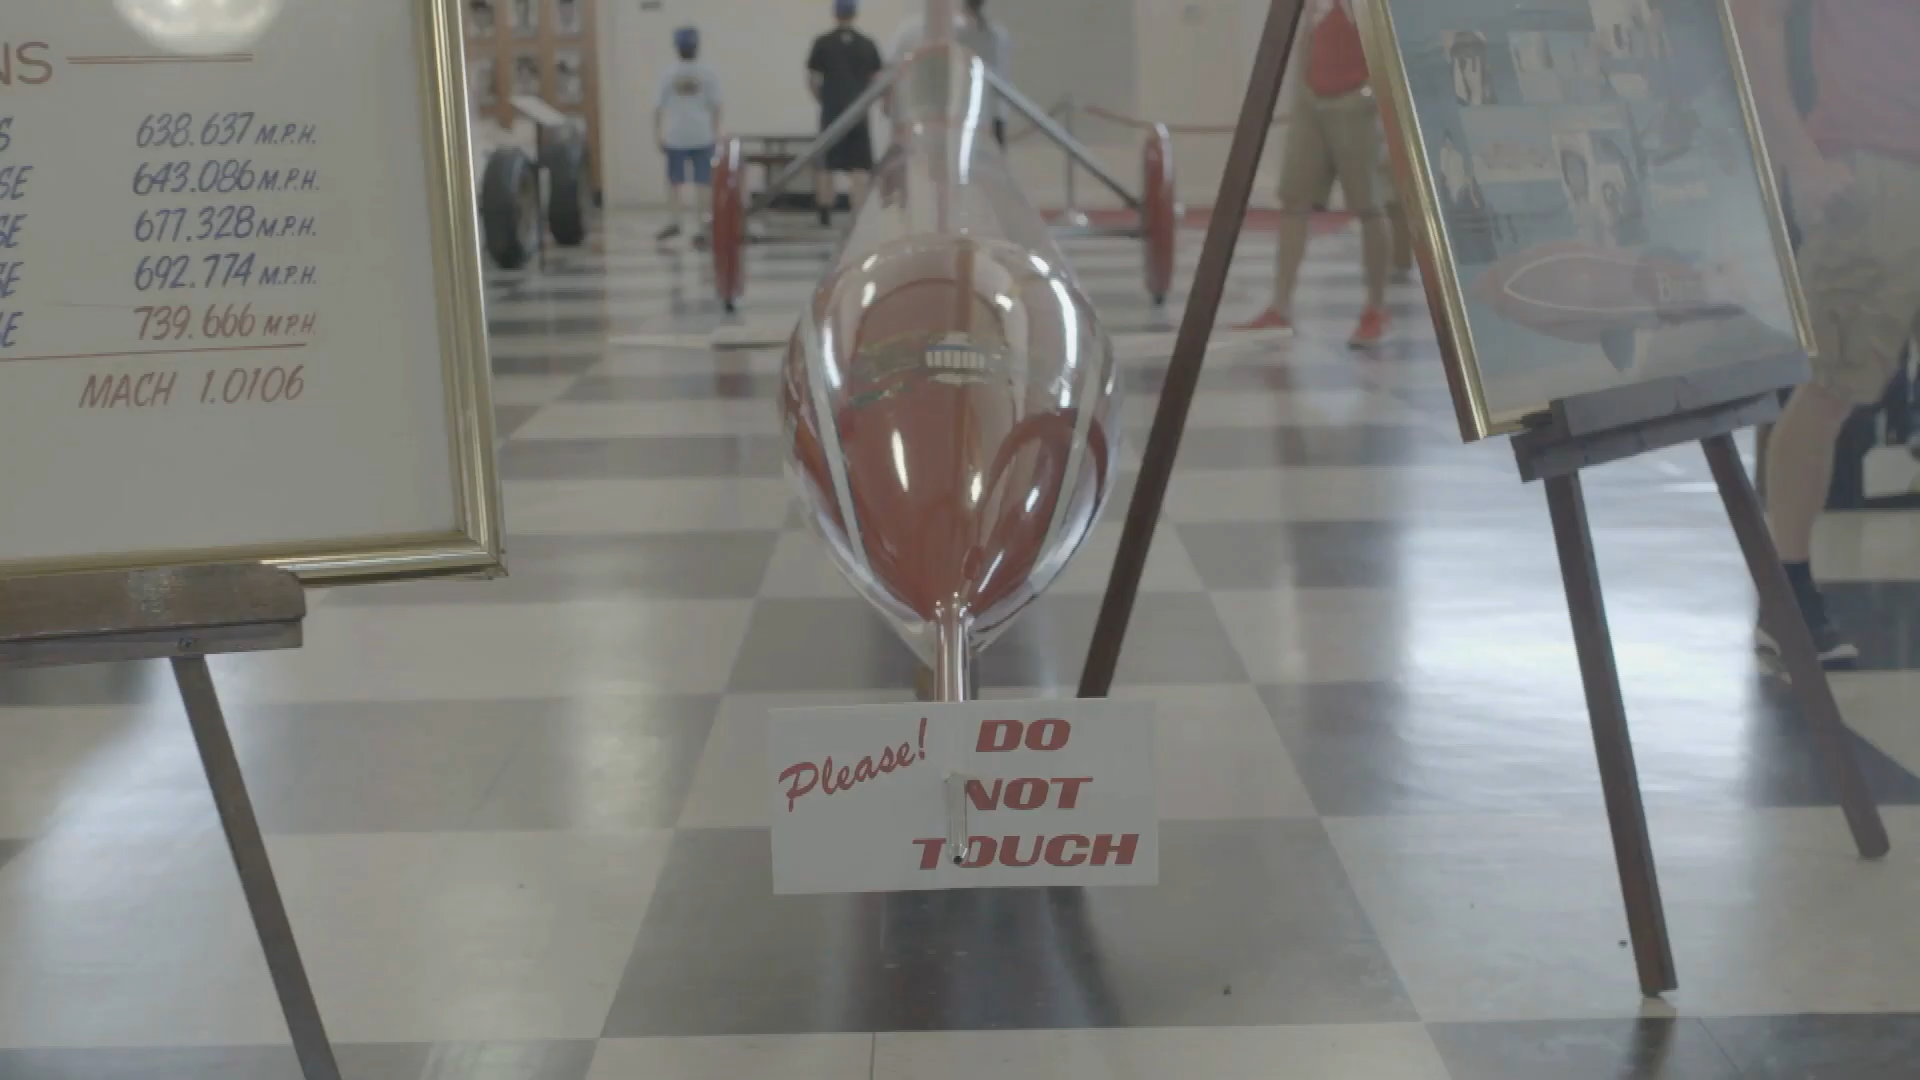 NS
S 638.637 M.P.H.
SE 643.086 M.P.H.
SE 677.328 M.P.H.
SE 692.774 M.P.H.
E 739.666 M.P.H.
MACH 1.0106
Please! DO
NOT
TOUCH